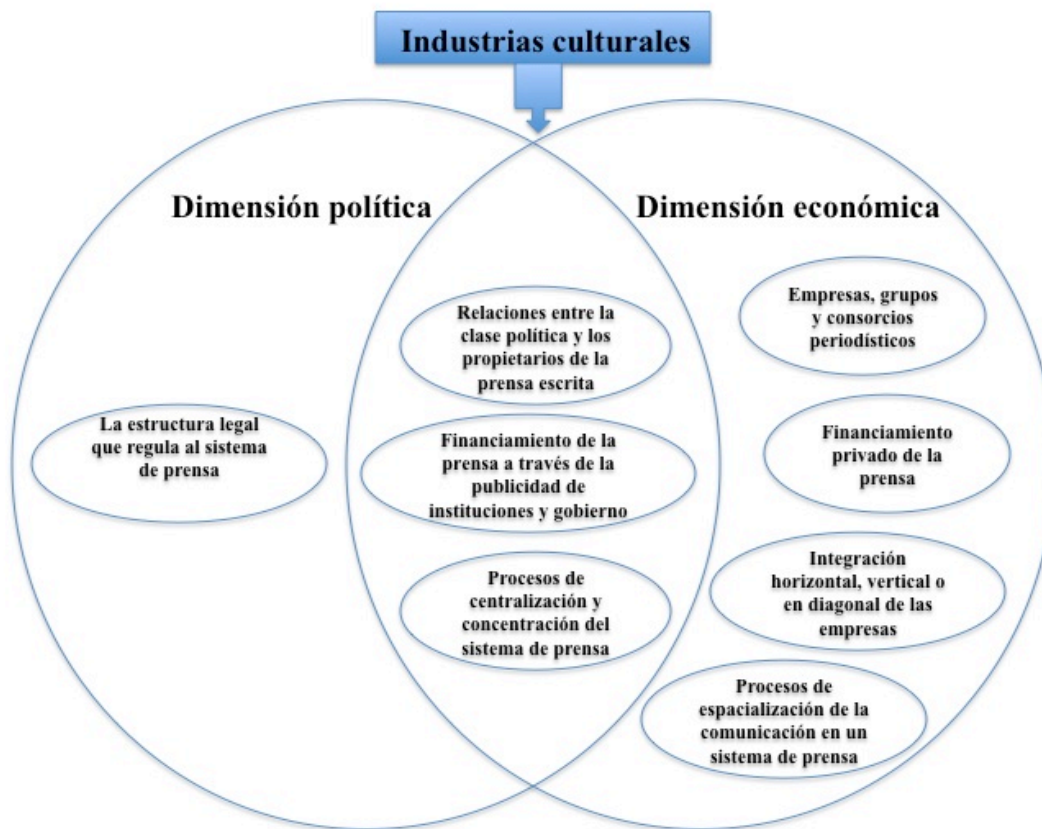 Industrias culturales
Dimensión política
Dimensión económica
La estructura legal
que regula al sistema
de prensa
Relaciones entre la
clase política y los
propietarios de la
prensa escrita
Financiamiento de la
prensa a través de la
publicidad de
instituciones y gobierno
Procesos de
centralización y
concentración del
sistema de prensa
Empresas, grupos
y consorcios
periodísticos
Financiamiento
privado de la
prensa
Integración
horizontal, vertical o
en diagonal de las
empresas
Procesos de
espacialización de la
comunicación en un
sistema de prensa